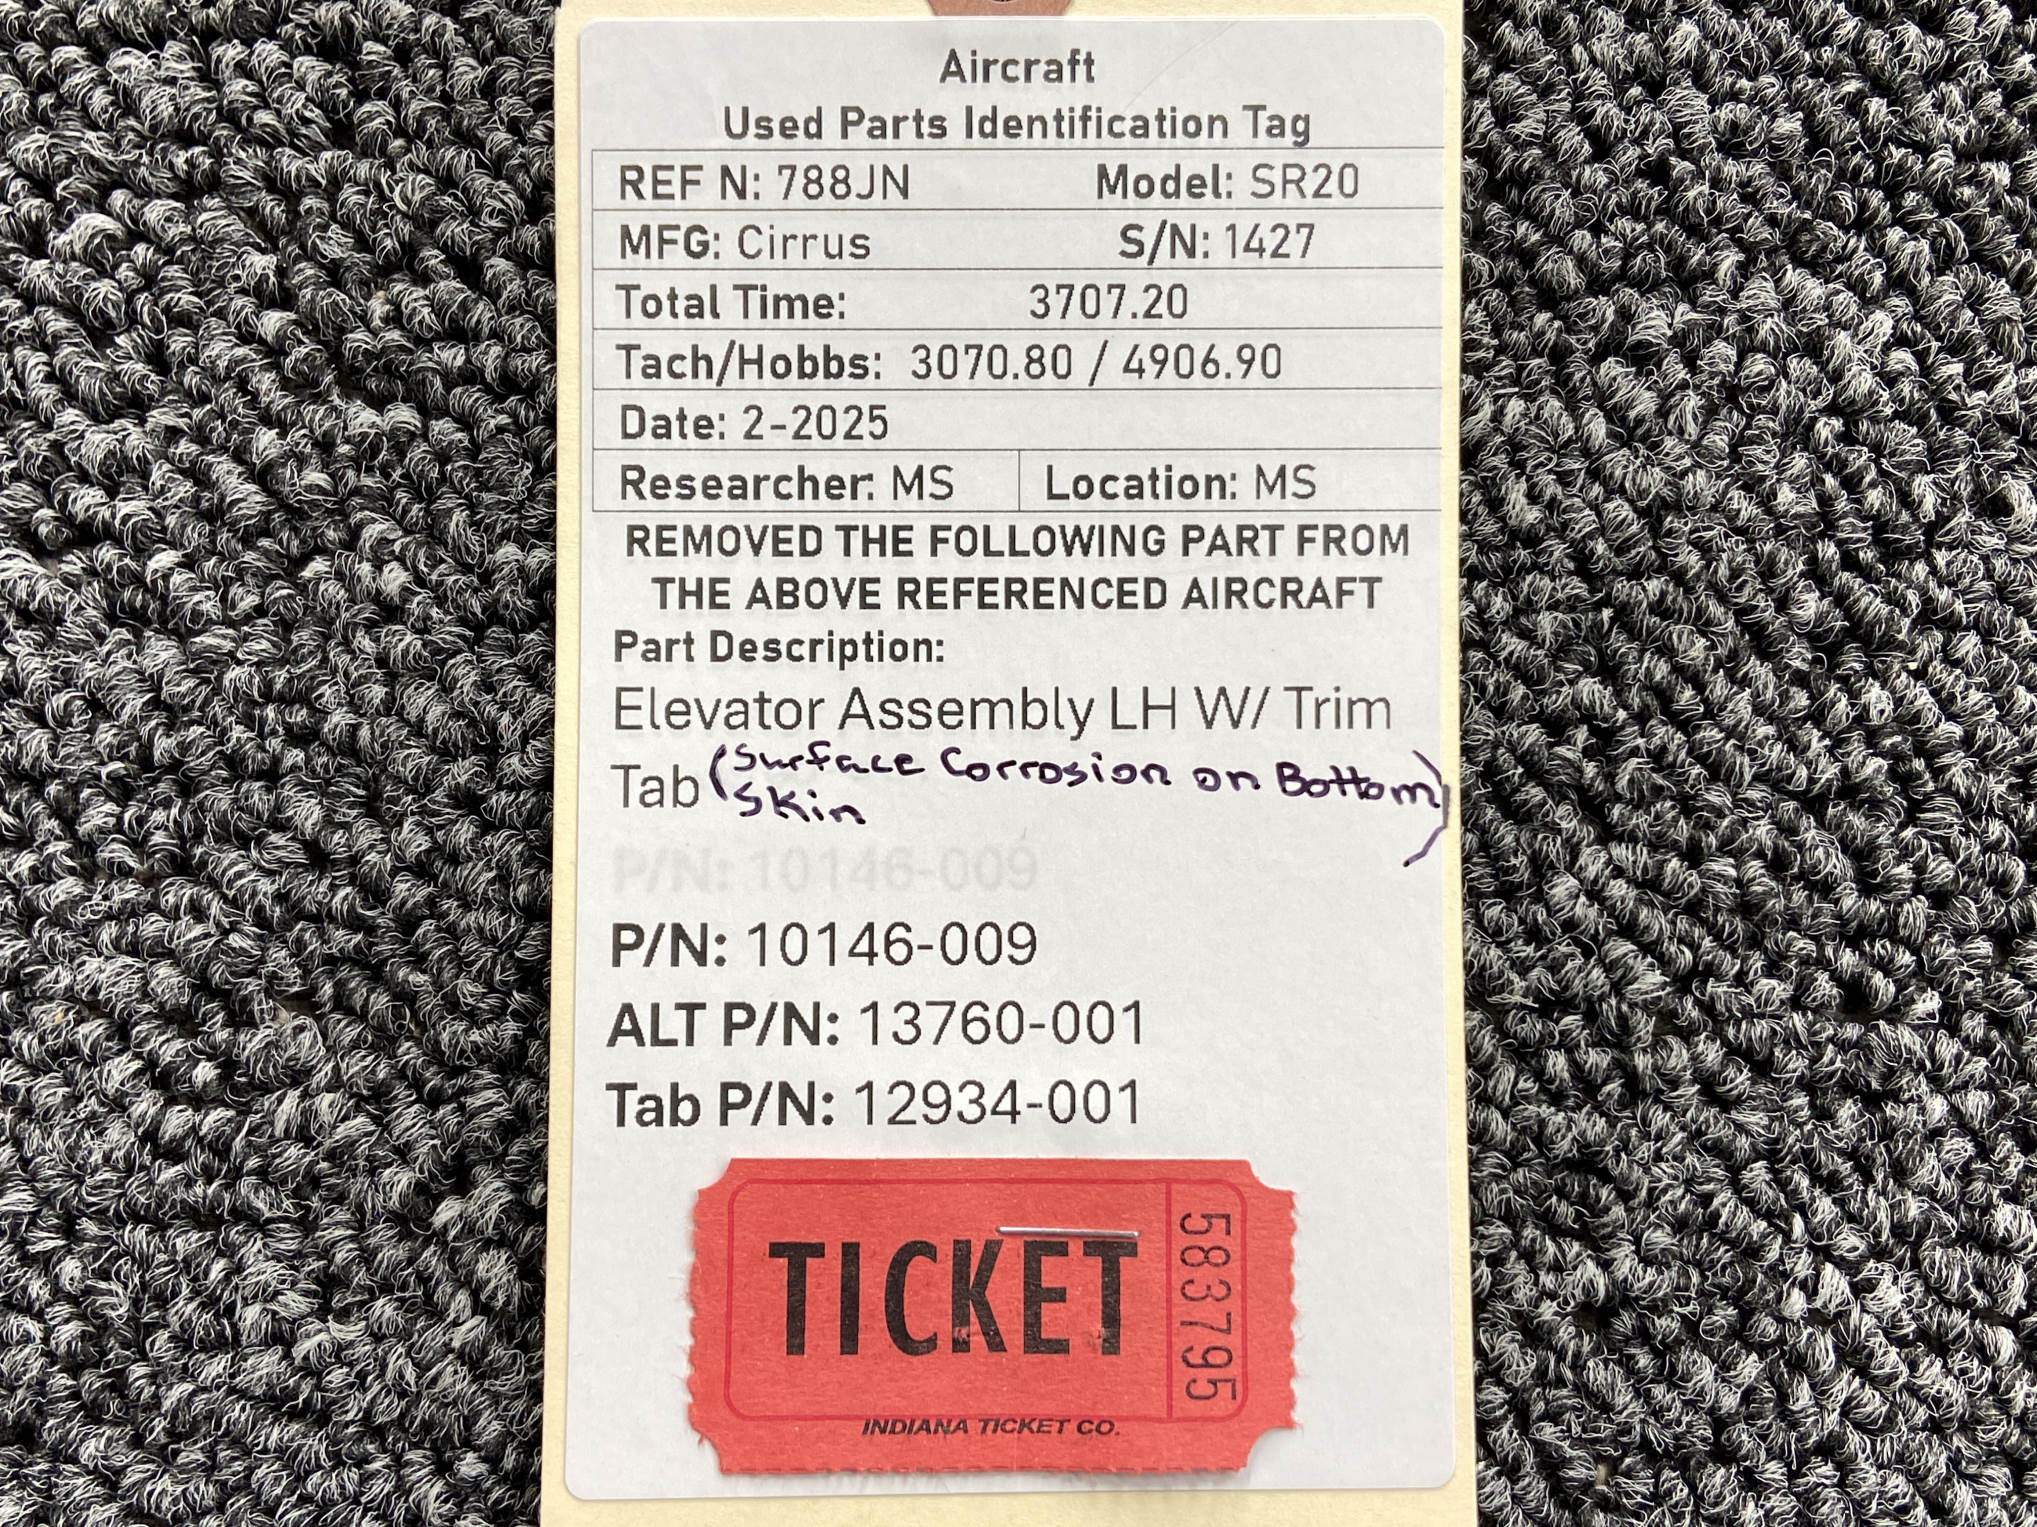 Aircraft
Used Parts Identification Tag
REF N: 788JN Model: SR20
MFG: Cirrus S/N: 1427
Total Time: 3707.20
Tach/Hobbs: 3070.80 / 4906.90
Date: 2-2025
Researcher: MS Location: MS
REMOVED THE FOLLOWING PART FROM
THE ABOVE REFERENCED AIRCRAFT
Part Description:
Elevator Assembly LH W/ Trim
Tab (Surface Corrosion on Bottom
Skin)
P/N: 10146-009
P/N: 10146-009
ALT P/N: 13760-001
Tab P/N: 12934-001
TICKET
583795
INDIANA TICKET CO.